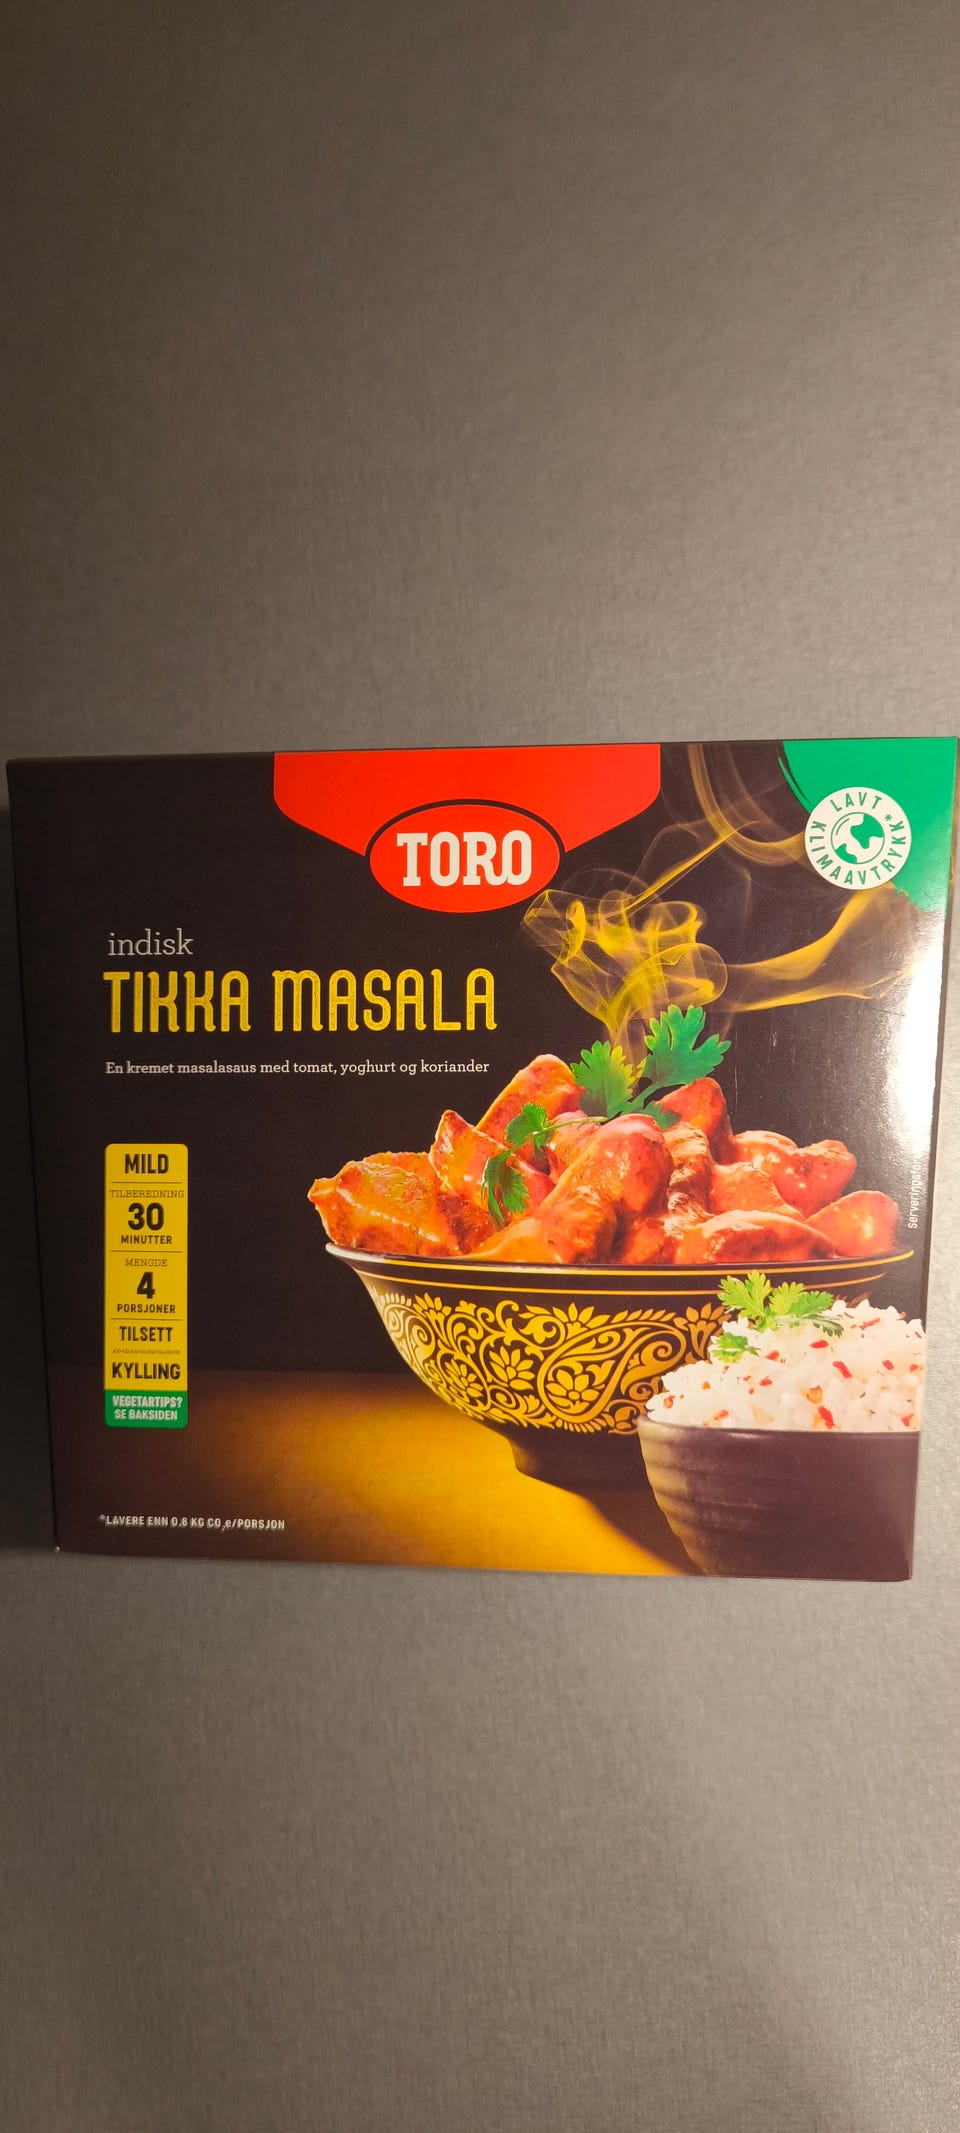 TORO
LAVT
KLIMAAVTRYKK*
indisk
TIKKA MASALA
En kremet masalasaus med tomat, yoghurt og koriander
MILD
TILBEREDNING
30
MINUTTER
MENGDE
4
PORSJONER
TILSETT
KYLLING
VEGETARTIPS?
SE BAKSIDEN
*LAVERE ENN 0.8 KG CO2e/PORSJON